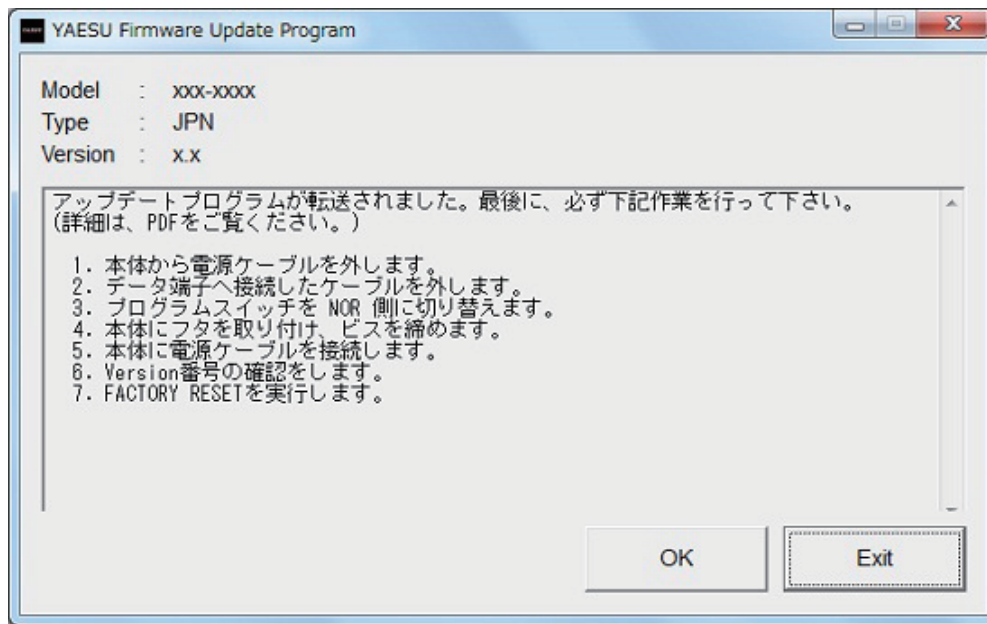 YAESU Firmware Update Program
Model : xxx-xxxx
Type : JPN
Version : x.x
アップデートプログラムが転送されました。最後に、必ず下記作業を行って下さい。
(詳細は、PDFをご覧ください。)
1. 本体から電源ケーブルを外します。
2. データ端子へ接続したケーブルを外します。
3. プログラムスイッチを NOR 側に切り替えます。
4. 本体にフタを取り付け、ビスを締めます。
5. 本体に電源ケーブルを接続します。
6. Version番号の確認をします。
7. FACTORY RESETを実行します。
OK
Exit